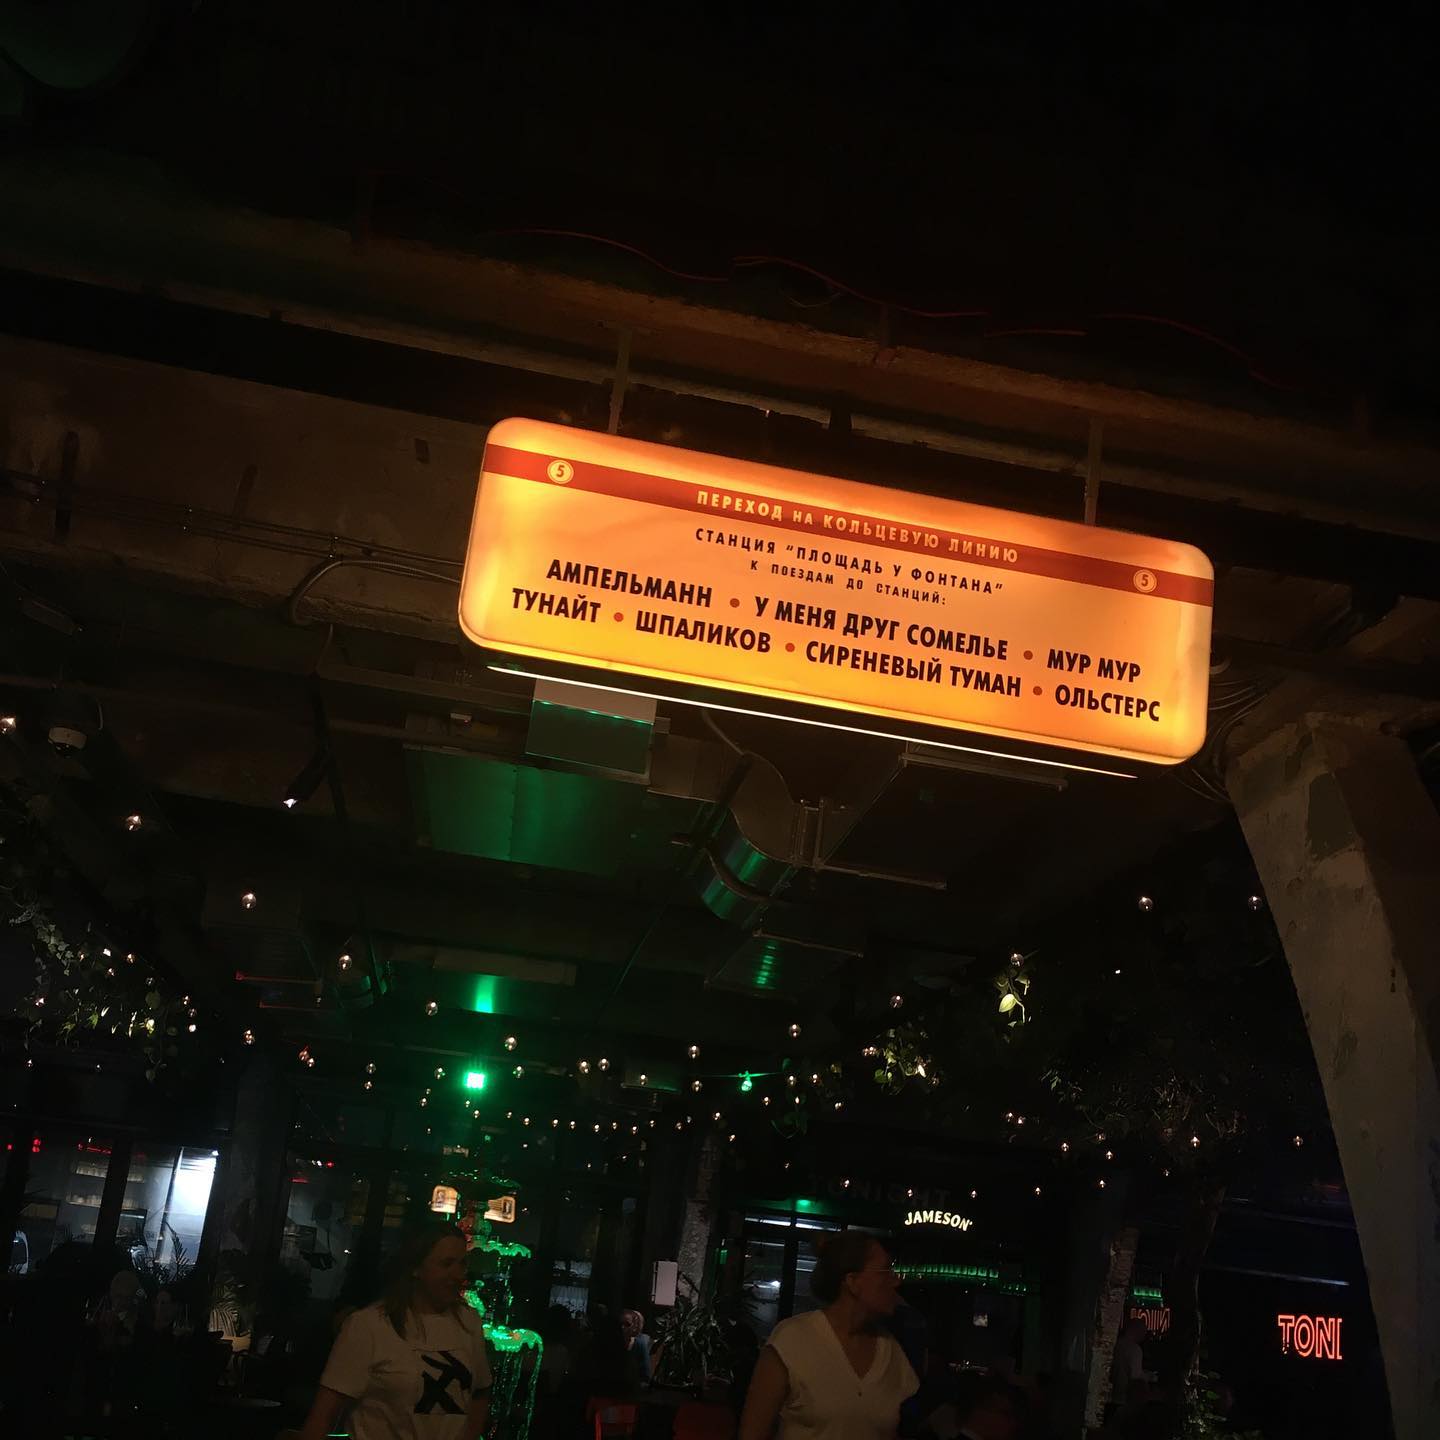 5 ПЕРЕХОД НА КОЛЬЦЕВУЮ ЛИНИЮ 5
СТАНЦИЯ "ПЛОЩАДЬ У ФОНТАНА"
К ПОЕЗДАМ ДО СТАНЦИЙ:
АМПЕЛЬМАНН • У МЕНЯ ДРУГ СОМЕЛЬЕ • МУР МУР
ТУНАЙТ • ШПАЛИКОВ • СИРЕНЕВЫЙ ТУМАН • ОЛЬСТЕРС
TONIGHT
JAMESON
TONI